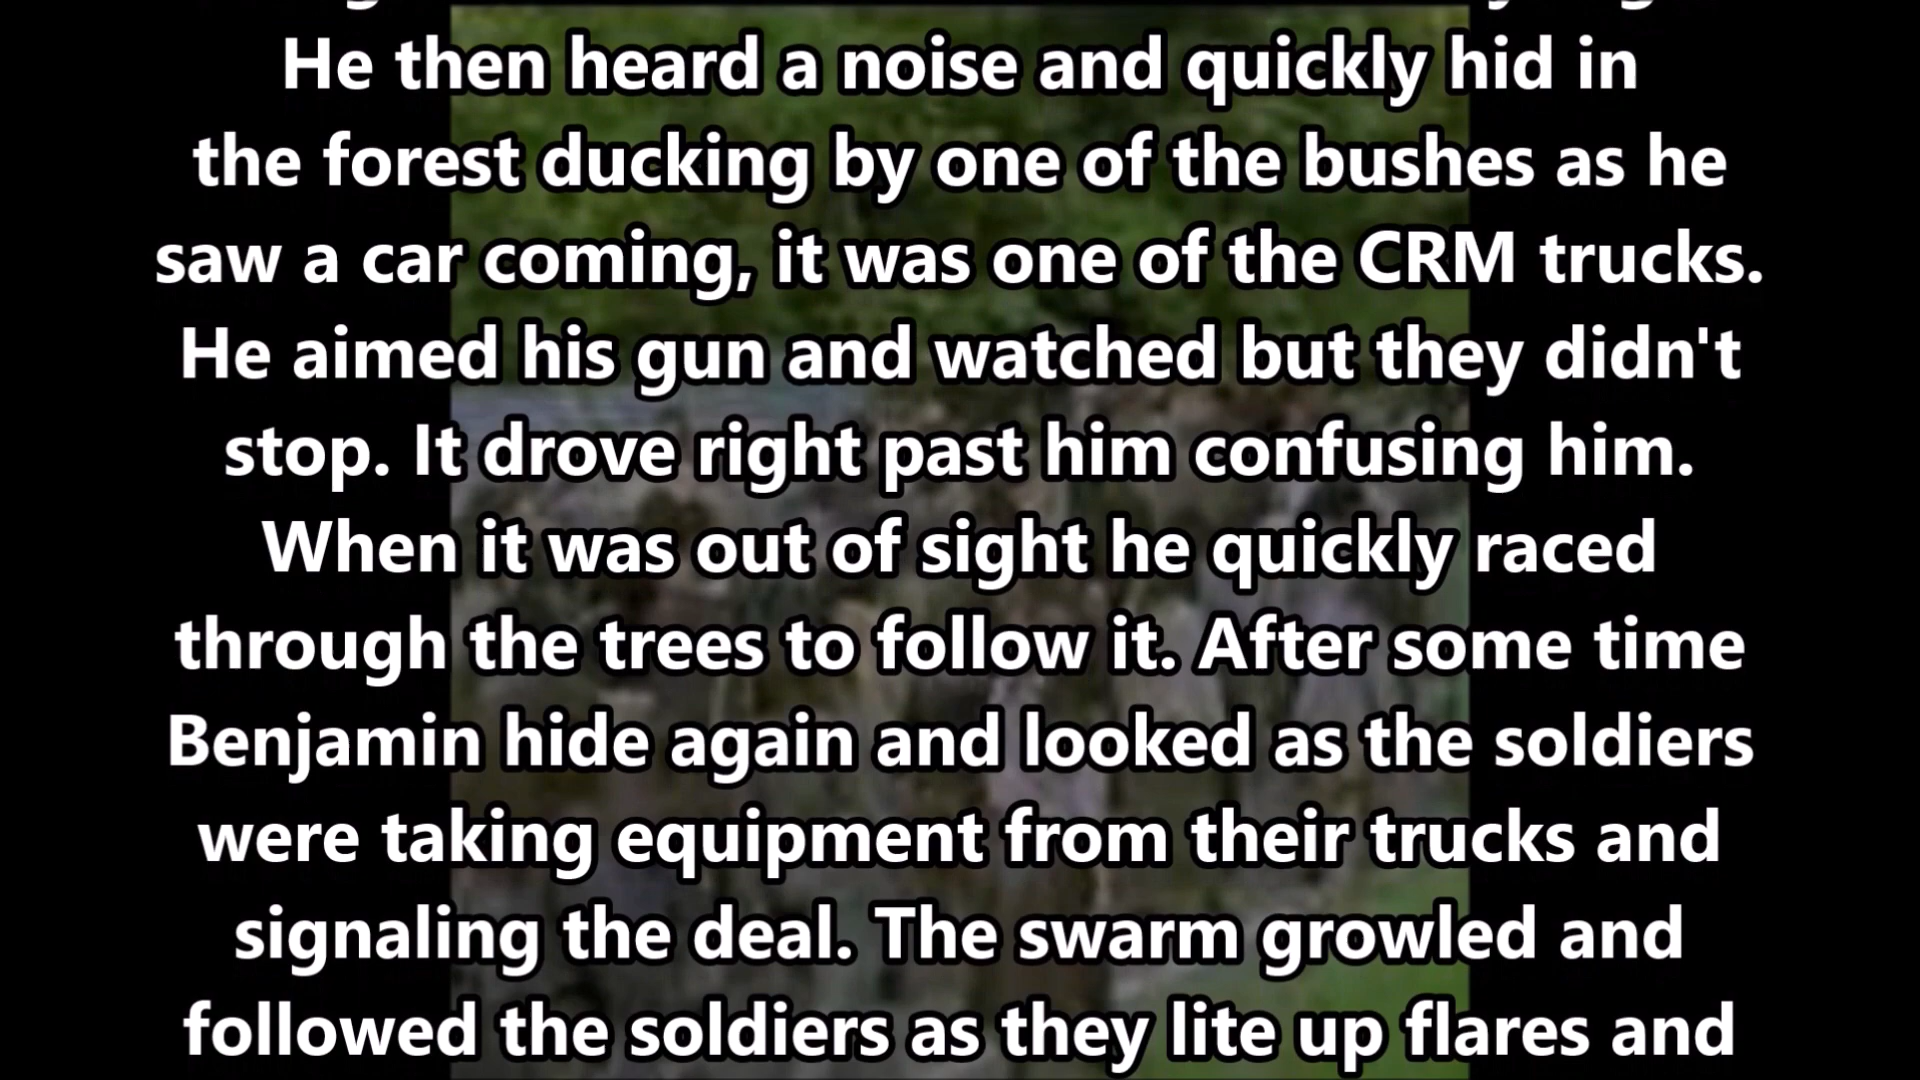 He then heard a noise and quickly hid in
the forest ducking by one of the bushes as he
saw a car coming, it was one of the CRM trucks.
He aimed his gun and watched but they didn't
stop. It drove right past him confusing him.
When it was out of sight he quickly raced
through the trees to follow it. After some time
Benjamin hide again and looked as the soldiers
were taking equipment from their trucks and
signaling the deal. The swarm growled and
followed the soldiers as they lite up flares and